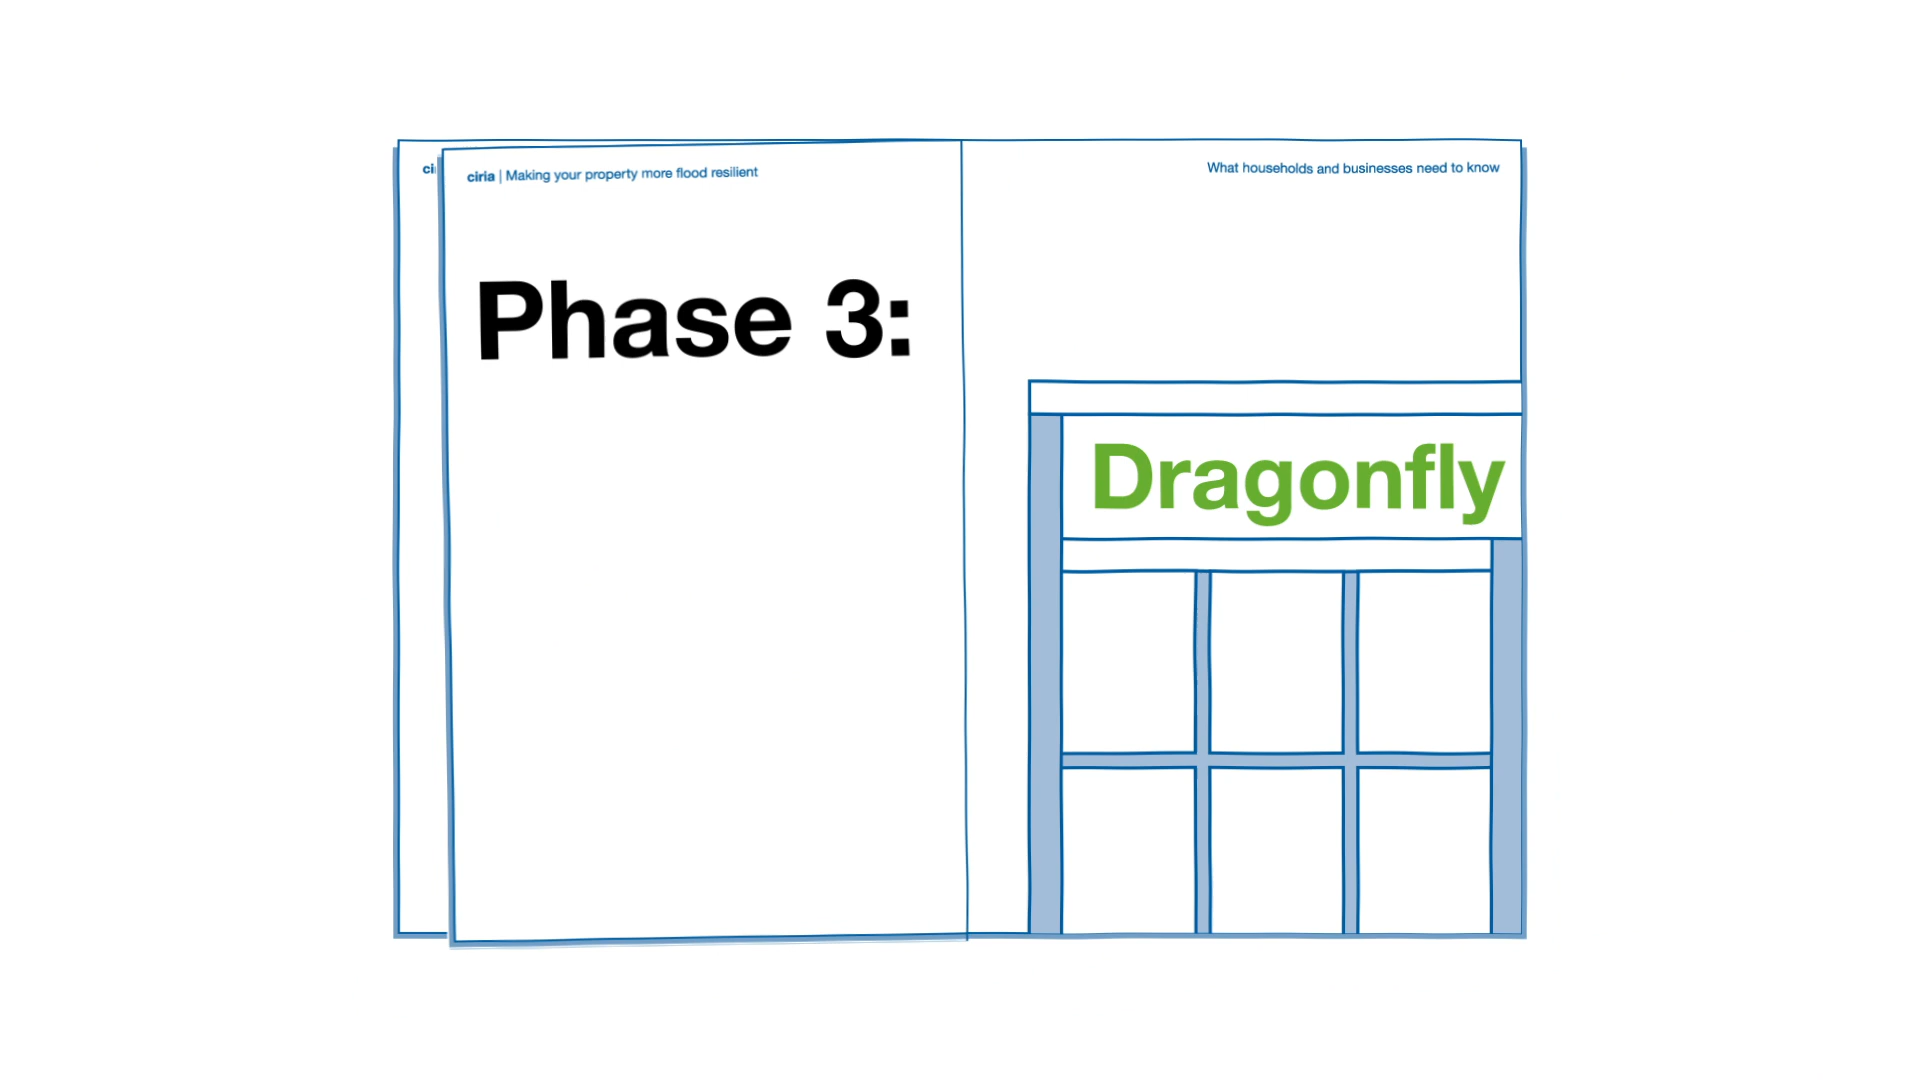 ciria | Making your property more flood resilient
What households and businesses need to know
Phase 3:
Dragonfly